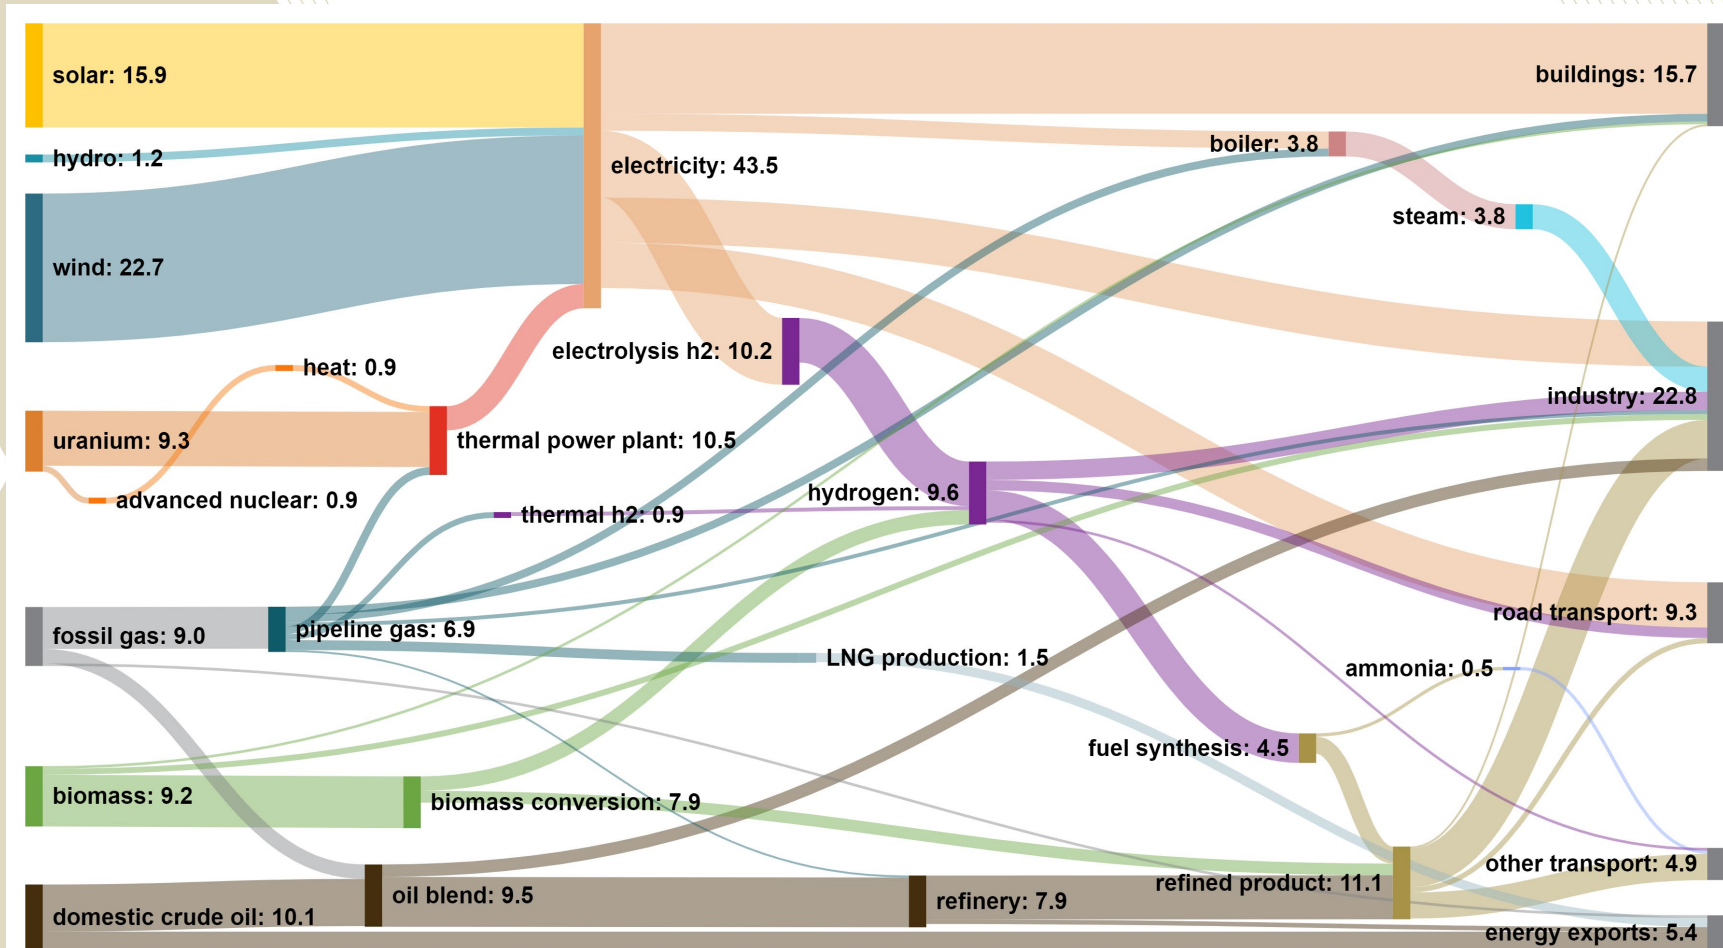 solar: 15.9
buildings: 15.7
boiler: 3.8
hydro: 1.2
electricity: 43.5
steam: 3.8
wind: 22.7
electrolysis h2: 10.2
heat: 0.9
industry: 22.8
uranium: 9.3
thermal power plant: 10.5
advanced nuclear: 0.9
hydrogen: 9.6
thermal h2: 0.9
road transport: 9.3
fossil gas: 9.0
pipeline gas: 6.9
LNG production: 1.5
ammonia: 0.5
fuel synthesis: 4.5
biomass: 9.2
biomass conversion: 7.9
other transport: 4.9
refined product: 11.1
oil blend: 9.5
refinery: 7.9
domestic crude oil: 10.1
energy exports: 5.4